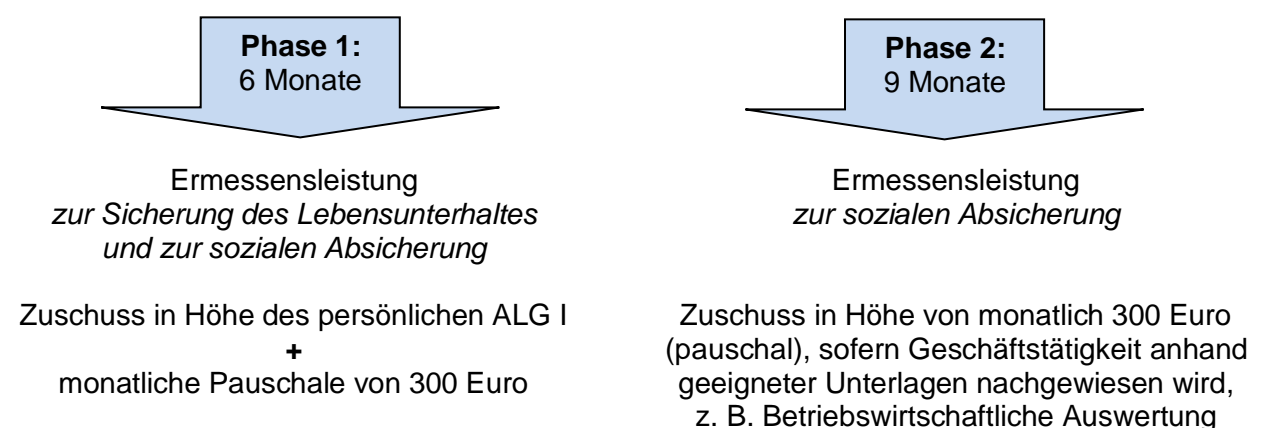 Phase 1:
6 Monate
Ermessensleistung
zur Sicherung des Lebensunterhaltes
und zur sozialen Absicherung
Zuschuss in Höhe des persönlichen ALG I
+
monatliche Pauschale von 300 Euro
Phase 2:
9 Monate
Ermessensleistung
zur sozialen Absicherung
Zuschuss in Höhe von monatlich 300 Euro
(pauschal), sofern Geschäftstätigkeit anhand
geeigneter Unterlagen nachgewiesen wird,
z. B. Betriebswirtschaftliche Auswertung